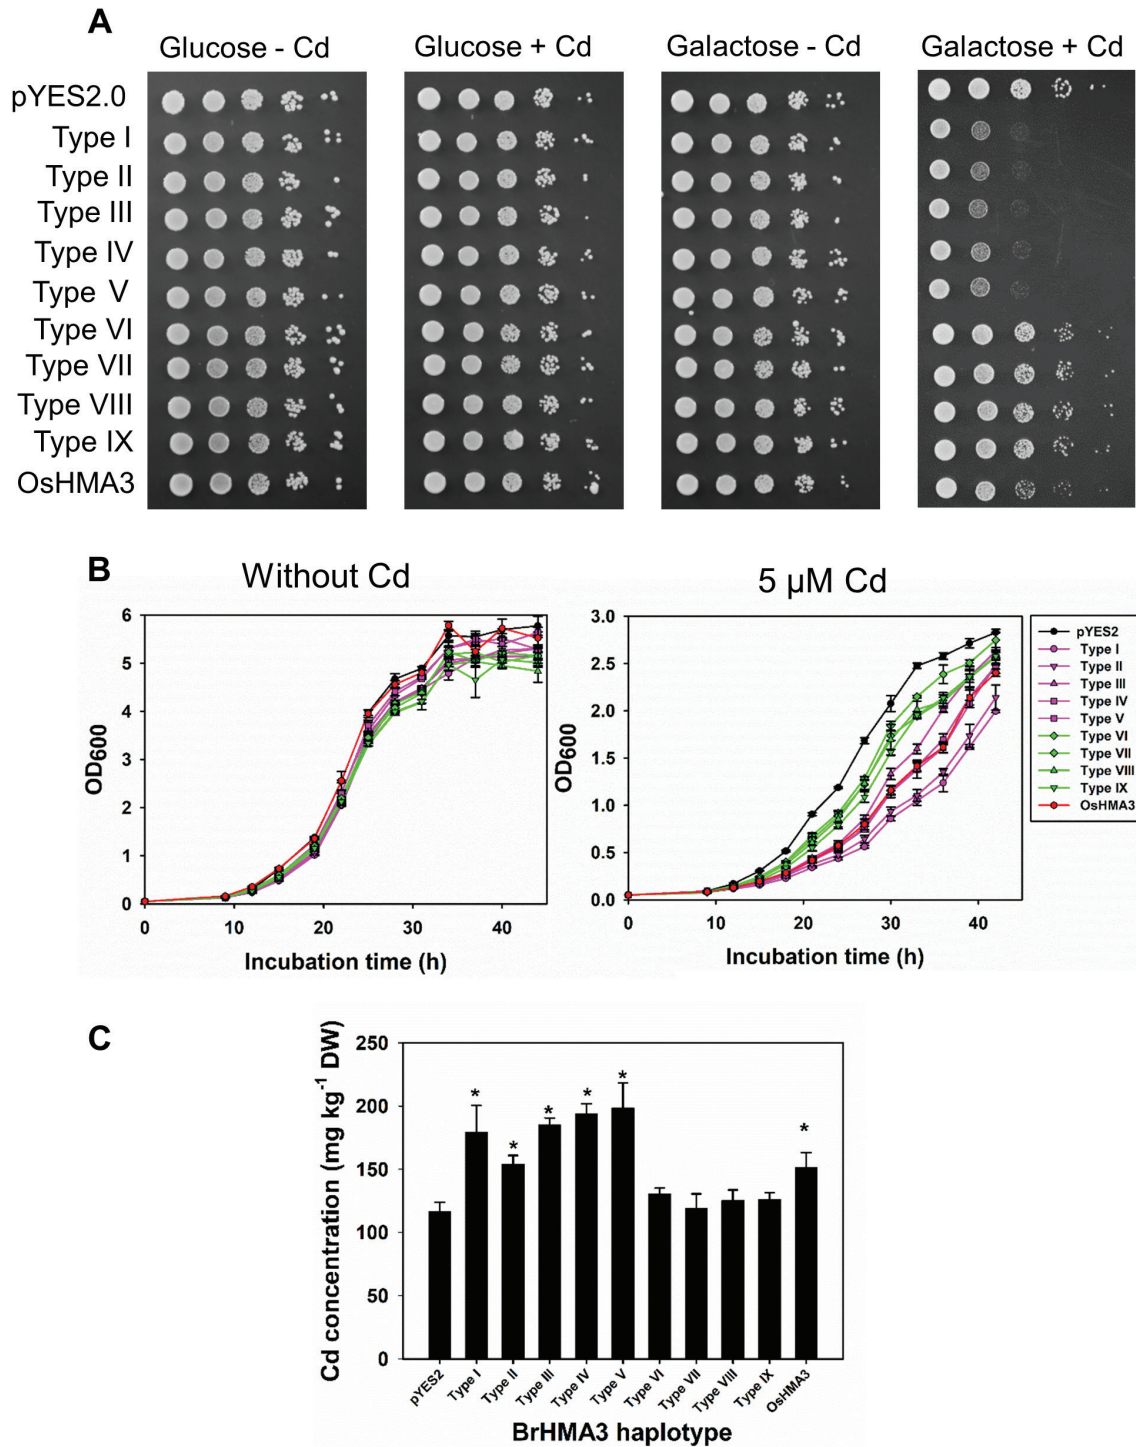 A
Glucose - Cd
Glucose + Cd
Galactose - Cd
Galactose + Cd
pYES2.0
Type I
Type II
Type III
Type IV
Type V
Type VI
Type VII
Type VIII
Type IX
OsHMA3
B
Without Cd
5 µM Cd
OD600
6
5
4
3
2
1
0
0 10 20 30 40
Incubation time (h)
OD600
3.0
2.5
2.0
1.5
1.0
0.5
0.0
0 10 20 30 40
Incubation time (h)
pYES2
Type I
Type II
Type III
Type IV
Type V
Type VI
Type VII
Type VIII
Type IX
OsHMA3
C
Cd concentration (mg kg-1 DW)
250
200
150
100
50
0
* * * * * *
pYES2 Type I Type II Type IIi Type IV Type V Type VI Type VII Type VIII Type IX OsHMA3
BrHMA3 haplotype